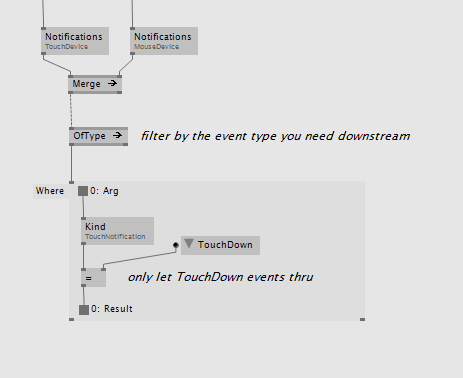 Notifications
TouchDevice
Notifications
MouseDevice
Merge
OfType
filter by the event type you need downstream
Where
0: Arg
Kind
TouchNotification
TouchDown
=
only let TouchDown events thru
0: Result